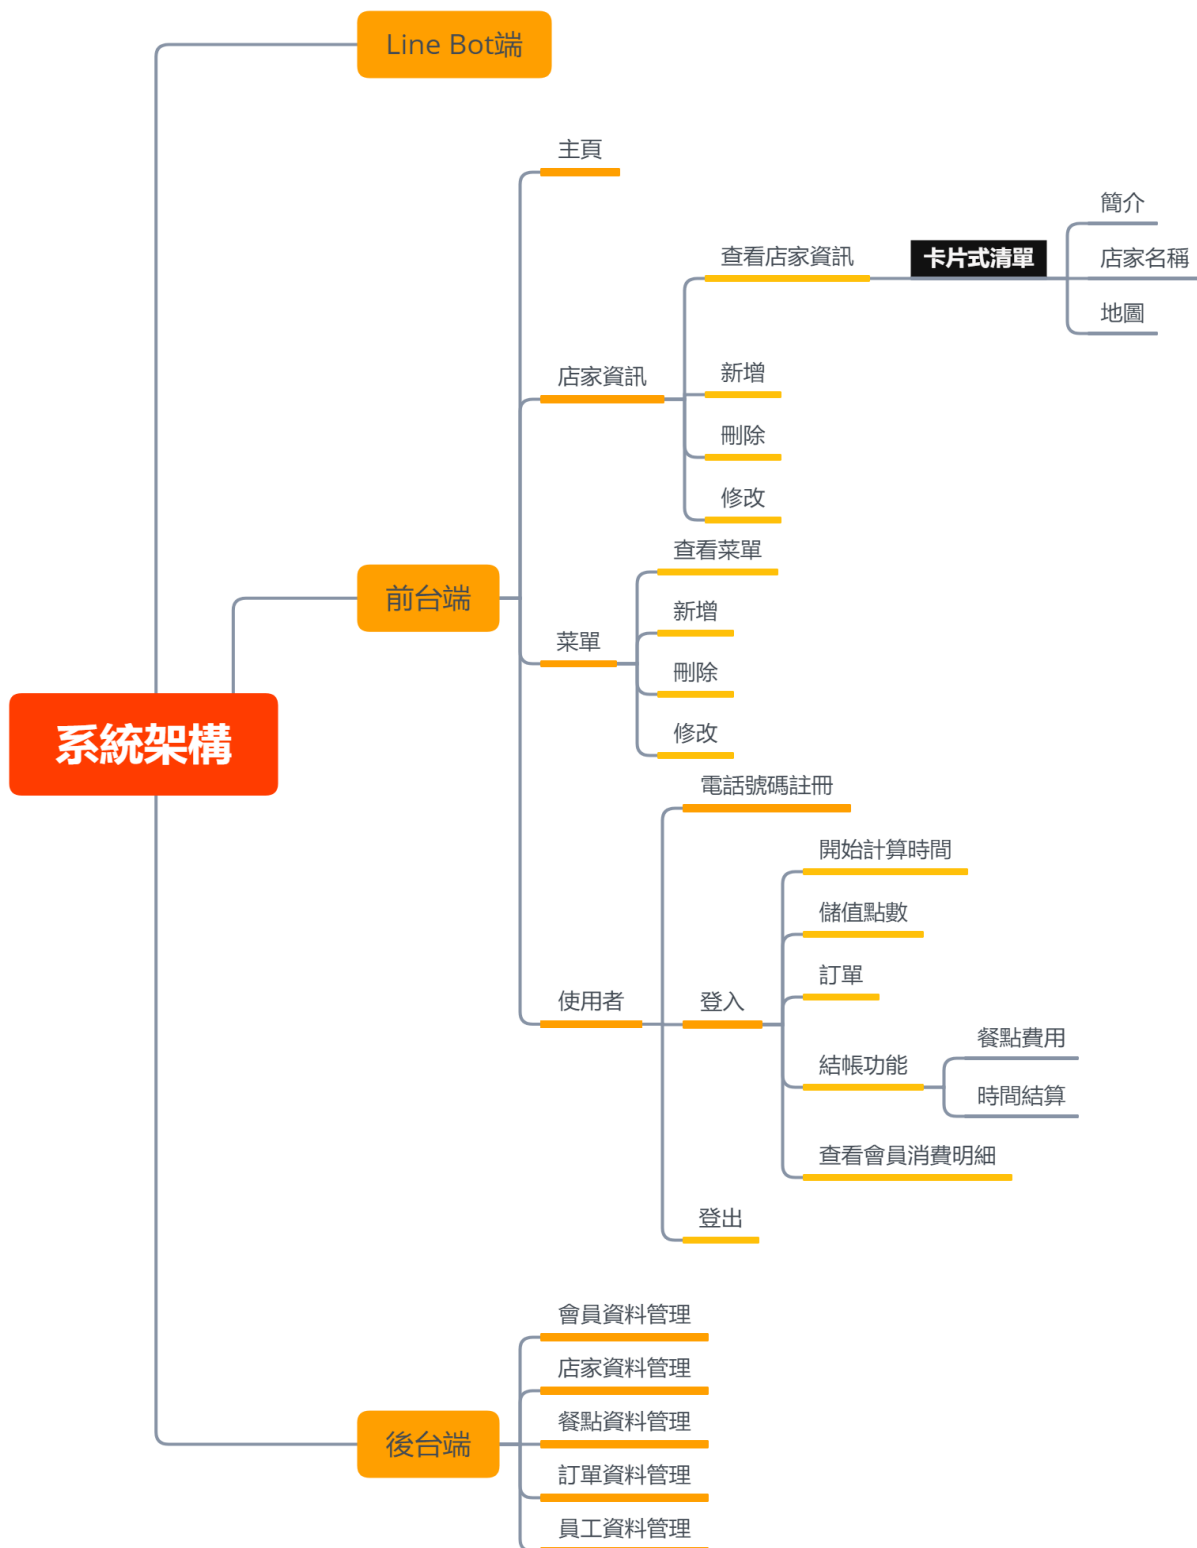 Line Bot端
主頁
簡介
查看店家資訊
卡片式清單
店家名稱
地圖
店家資訊
新增
刪除
修改
查看菜單
前台端
新增
菜單
刪除
修改
系統架構
電話號碼註冊
開始計算時間
儲值點數
訂單
使用者
登入
餐點費用
結帳功能
時間結算
查看會員消費明細
登出
會員資料管理
店家資料管理
後台端
餐點資料管理
訂單資料管理
員工資料管理